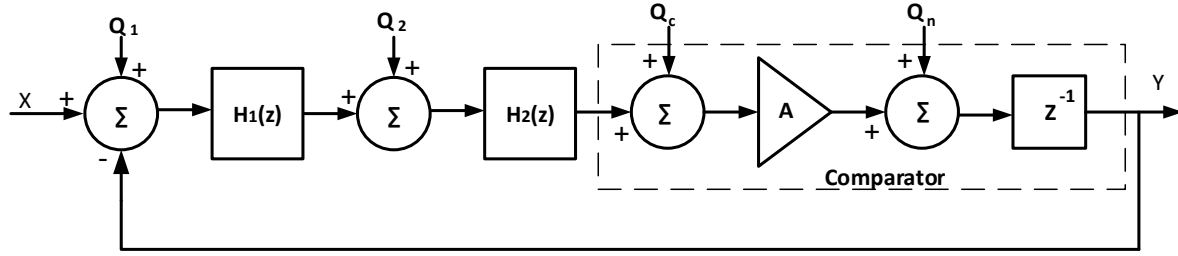 Q1 Q2 Qc Qn
+ + + +
X + Σ H1(z) + Σ H2(z) + Σ A + Σ Z-1 Y
-
Comparator